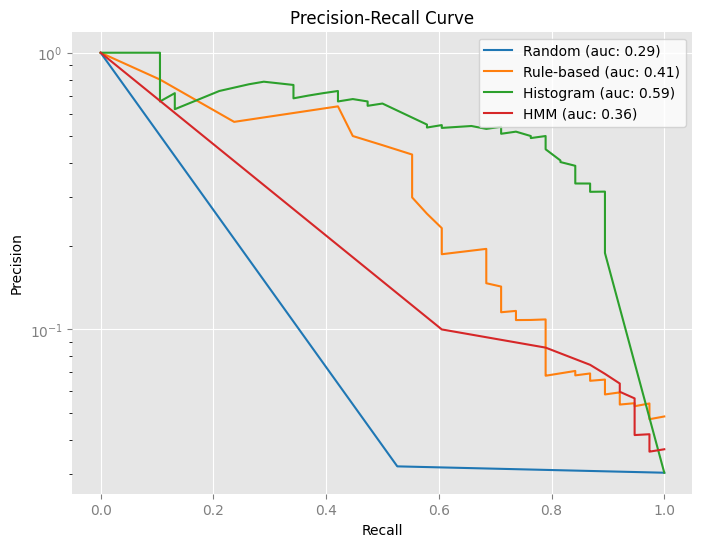 Precision-Recall Curve
Random (auc: 0.29)
Rule-based (auc: 0.41)
Histogram (auc: 0.59)
HMM (auc: 0.36)
Precision
10⁰
10⁻¹
0.0 0.2 0.4 0.6 0.8 1.0
Recall